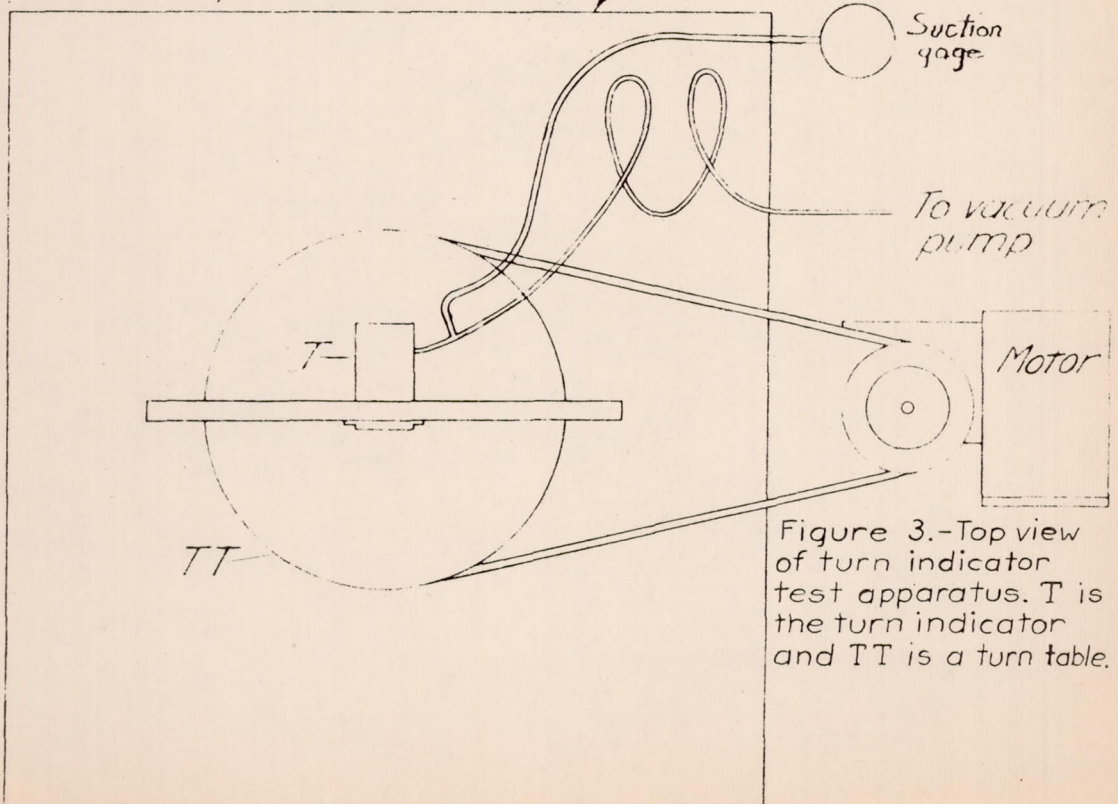 Suction
gage
To vacuum
pump
T
Motor
TT
Figure 3.-Top view
of turn indicator
test apparatus. T is
the turn indicator
and TT is a turn table.